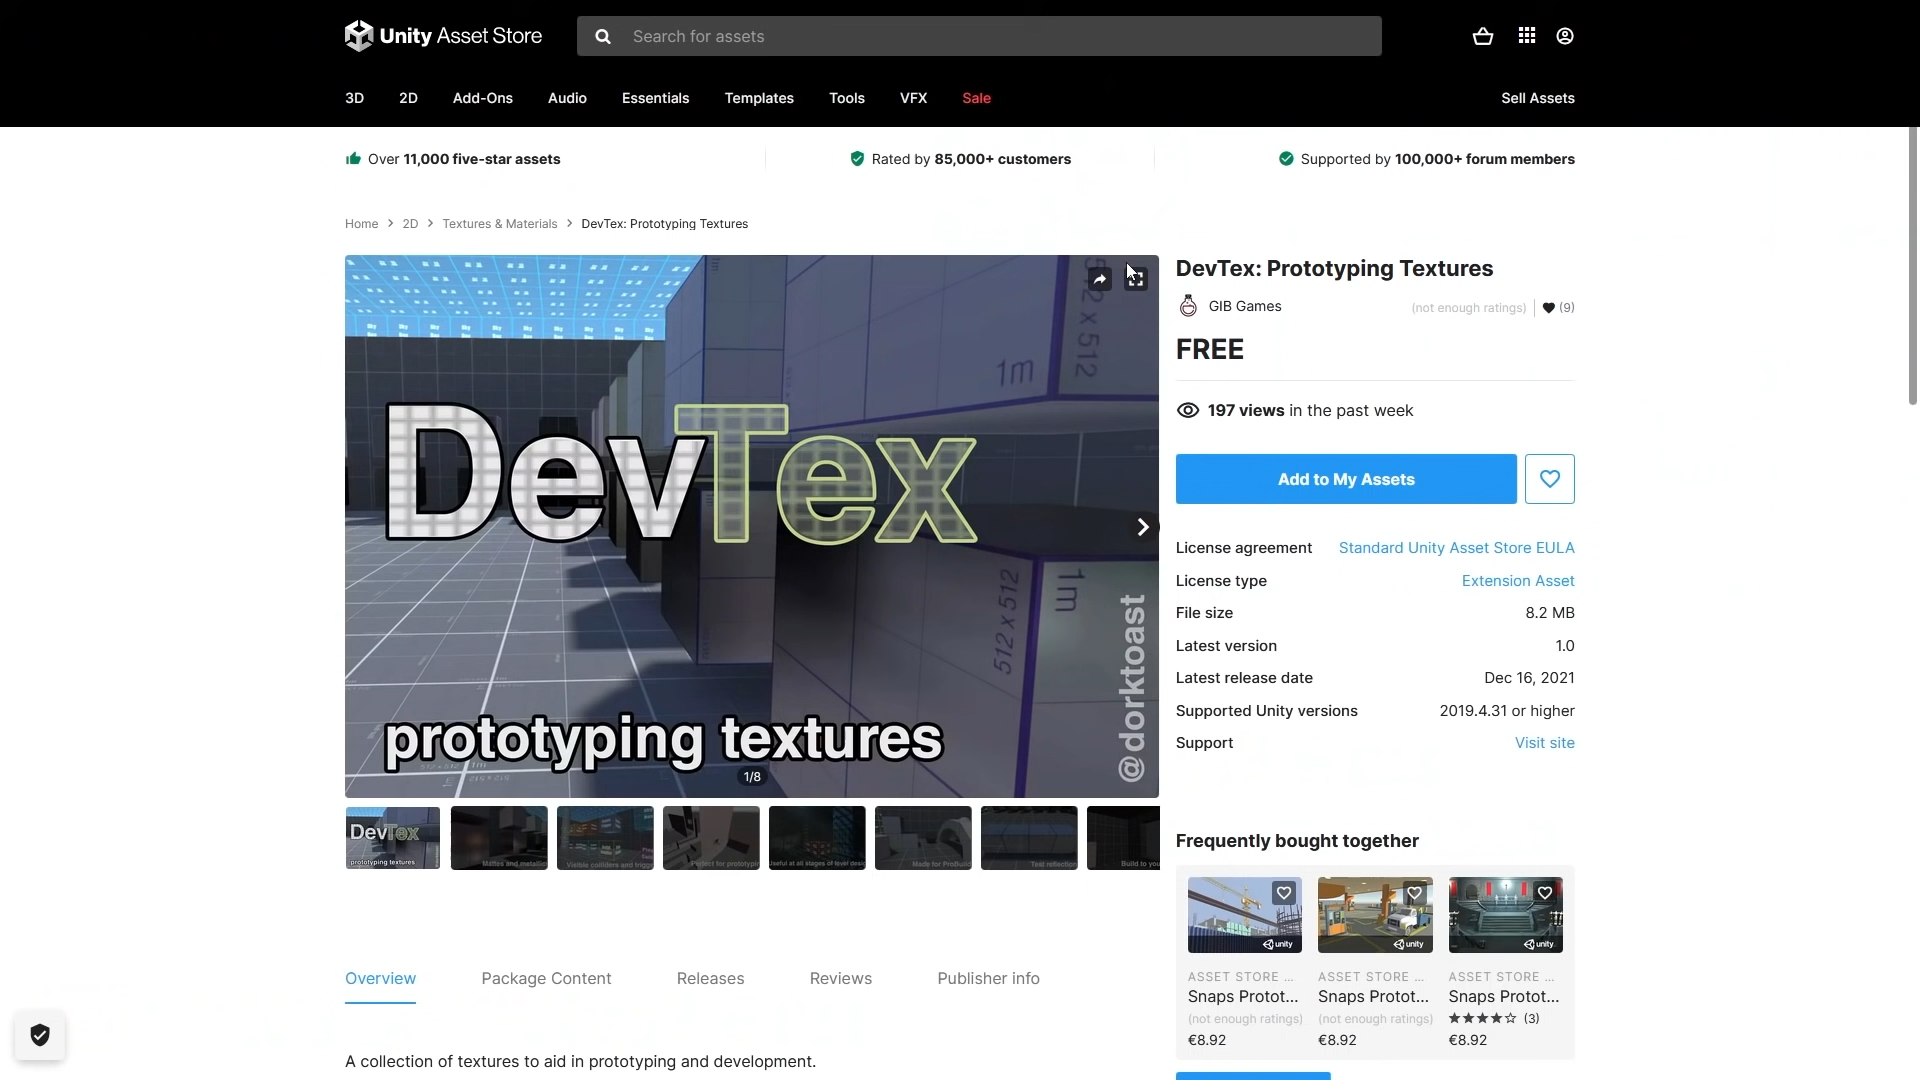 Unity Asset Store
Search for assets
3D 2D Add-Ons Audio Essentials Templates Tools VFX Sale Sell Assets
Over 11,000 five-star assets
Rated by 85,000+ customers
Supported by 100,000+ forum members
Home > 2D > Textures & Materials > DevTex: Prototyping Textures
DevTex
prototyping textures
@dorktoast
1m
512 x 512
1m
512 x 512
1/8
DevTex: Prototyping Textures
GIB Games
(not enough ratings) (9)
FREE
197 views in the past week
Add to My Assets
License agreement Standard Unity Asset Store EULA
License type Extension Asset
File size 8.2 MB
Latest version 1.0
Latest release date Dec 16, 2021
Supported Unity versions 2019.4.31 or higher
Support Visit site
DevTex
prototyping textures
Frequently bought together
unity unity unity
ASSET STORE ... ASSET STORE ... ASSET STORE ...
Snaps Protot... Snaps Protot... Snaps Protot...
(not enough ratings) (not enough ratings) (3)
€8.92 €8.92 €8.92
Overview Package Content Releases Reviews Publisher info
A collection of textures to aid in prototyping and development.